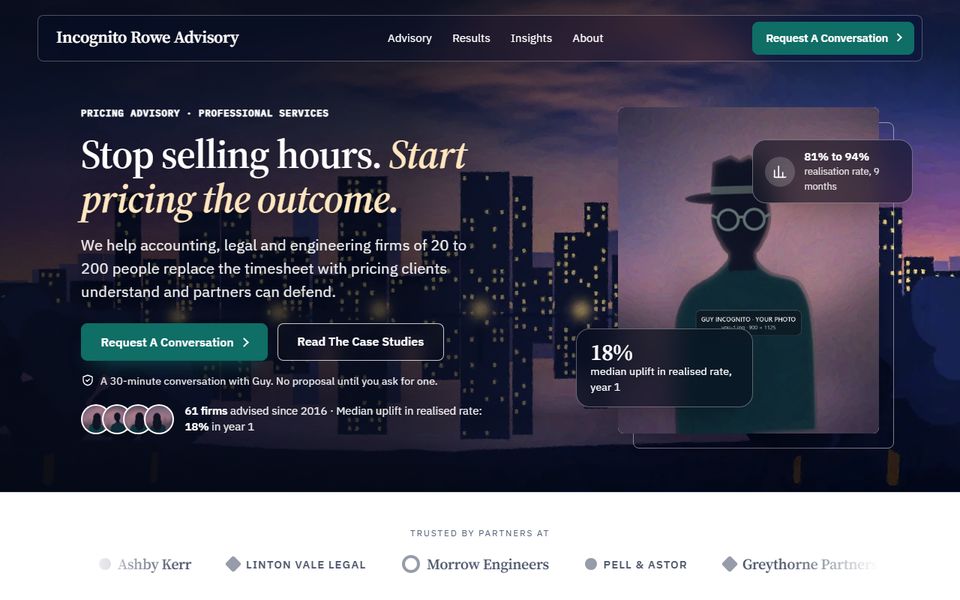 Incognito Rowe Advisory
Advisory
Results
Insights
About
Request A Conversation
PRICING ADVISORY · PROFESSIONAL SERVICES
Stop selling hours. Start
pricing the outcome.
We help accounting, legal and engineering firms of 20 to
200 people replace the timesheet with pricing clients
understand and partners can defend.
Request A Conversation
Read The Case Studies
A 30-minute conversation with Guy. No proposal until you ask for one.
61 firms advised since 2016 · Median uplift in realised rate:
18% in year 1
81% to 94%
realisation rate, 9
months
GUY INCOGNITO · YOUR PHOTO
900 × 1125
18%
median uplift in realised rate,
year 1
TRUSTED BY PARTNERS AT
Ashby Kerr
LINTON VALE LEGAL
Morrow Engineers
PELL & ASTOR
Greythorne Partners